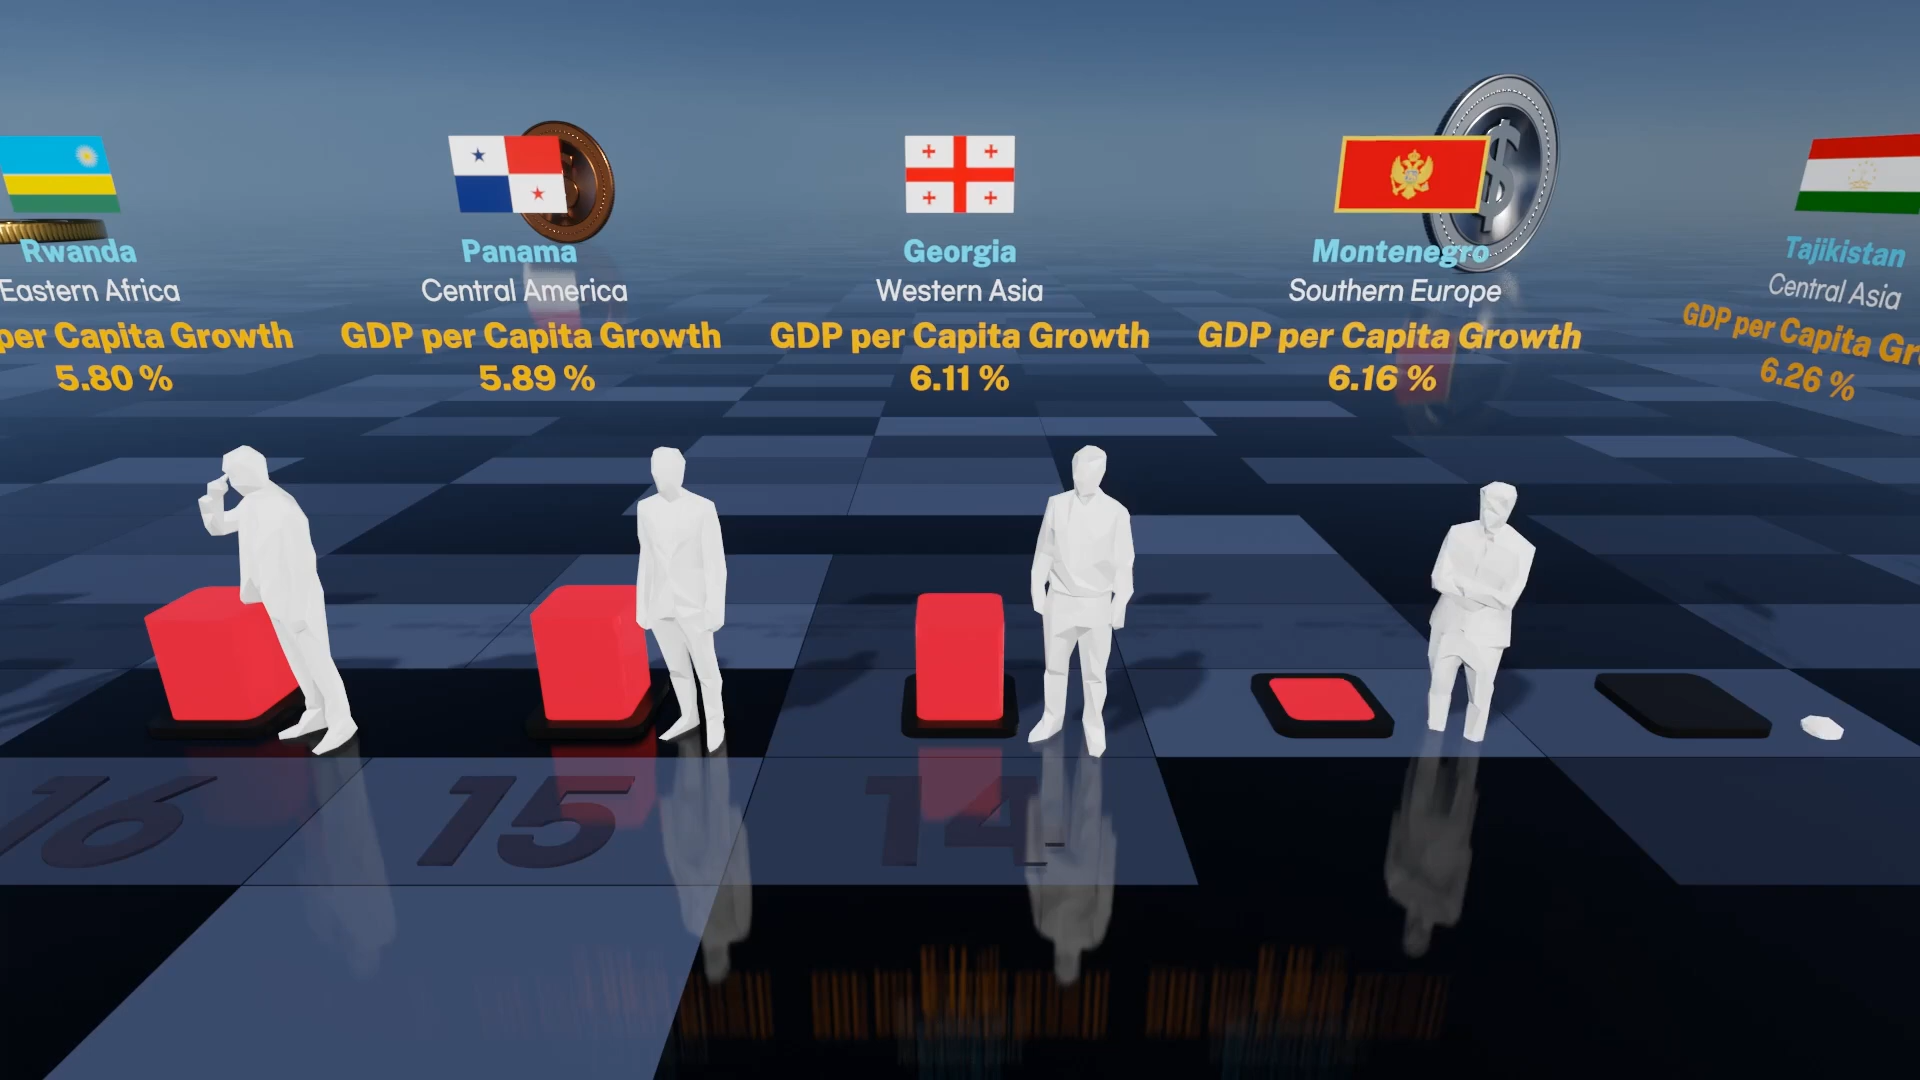 Rwanda
Eastern Africa
per Capita Growth
5.80 %
Panama
Central America
GDP per Capita Growth
5.89 %
Georgia
Western Asia
GDP per Capita Growth
6.11 %
Montenegro
Southern Europe
GDP per Capita Growth
6.16 %
Tajikistan
Central Asia
GDP per Capita Gr
6.26 %
16
15
14